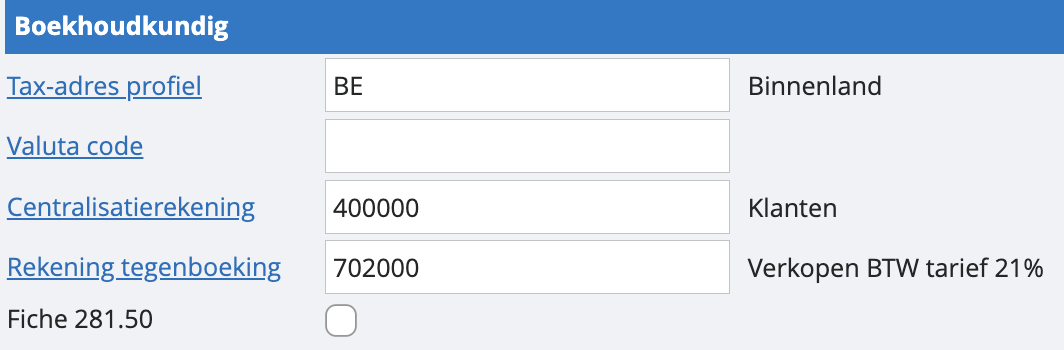 Boekhoudkundig
Tax-adres profiel BE Binnenland
Valuta code
Centralisatierekening 400000 Klanten
Rekening tegenboeking 702000 Verkopen BTW tarief 21%
Fiche 281.50